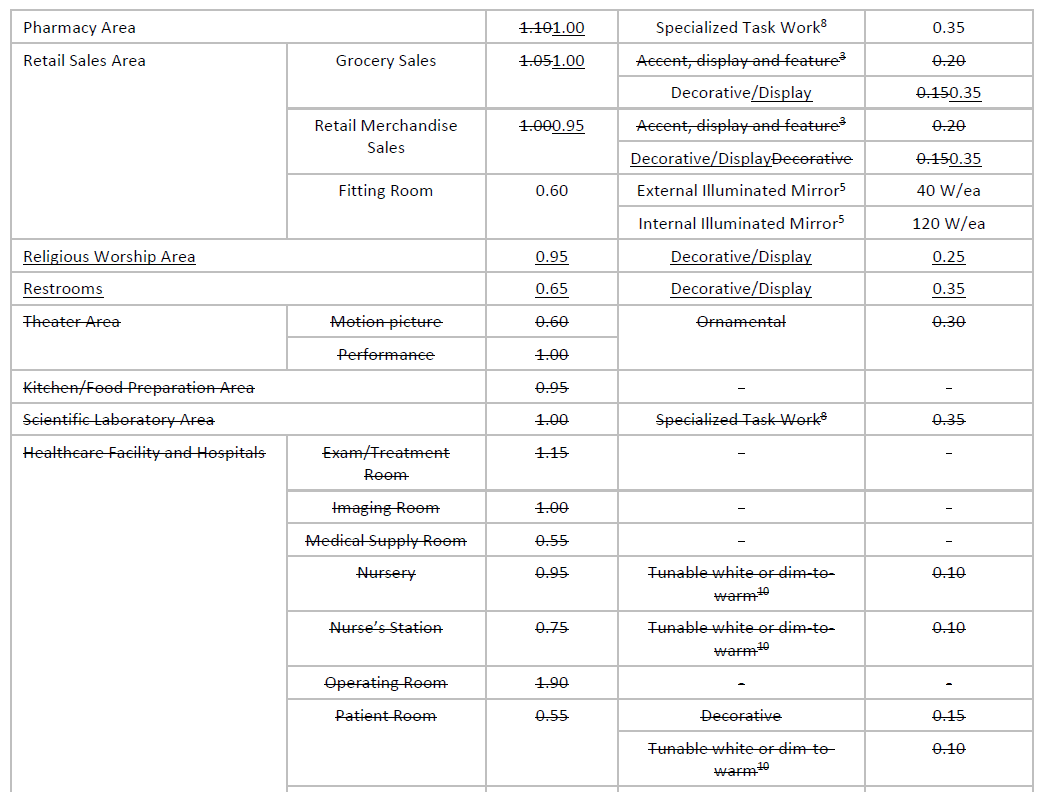 Pharmacy Area 1.101.00 Specialized Task Work⁸ 0.35
Retail Sales Area Grocery Sales 1.051.00 Accent, display and feature³ 0.20
Decorative/Display 0.150.35
Retail Merchandise 1.000.95 Accent, display and feature³ 0.20
Sales
Decorative/DisplayDecorative 0.150.35
Fitting Room 0.60 External Illuminated Mirror⁵ 40 W/ea
Internal Illuminated Mirror⁵ 120 W/ea
Religious Worship Area 0.95 Decorative/Display 0.25
Restrooms 0.65 Decorative/Display 0.35
Theater Area Motion picture 0.60 Ornamental 0.30
Performance 1.00
Kitchen/Food Preparation Area 0.95 - -
Scientific Laboratory Area 1.00 Specialized Task Work⁸ 0.35
Healthcare Facility and Hospitals Exam/Treatment 1.15 - -
Room
Imaging Room 1.00 - -
Medical Supply Room 0.55 - -
Nursery 0.95 Tunable white or dim-to- 0.10
warm¹⁰
Nurse's Station 0.75 Tunable white or dim-to- 0.10
warm¹⁰
Operating Room 1.90 - -
Patient Room 0.55 Decorative 0.15
Tunable white or dim-to- 0.10
warm¹⁰